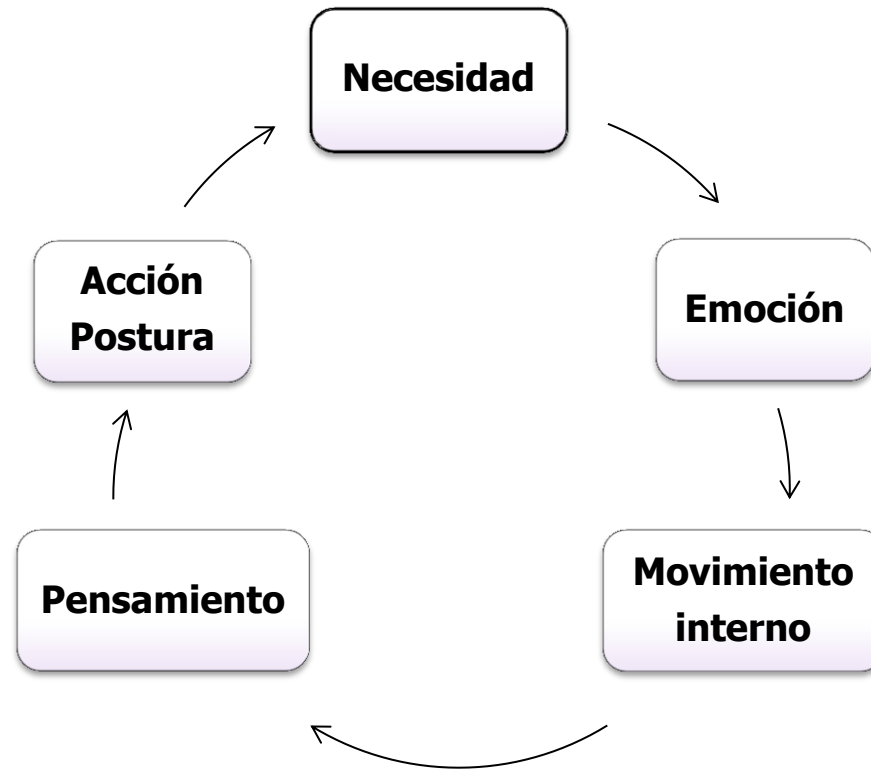 Necesidad
Emoción
Movimiento
interno
Pensamiento
Acción
Postura